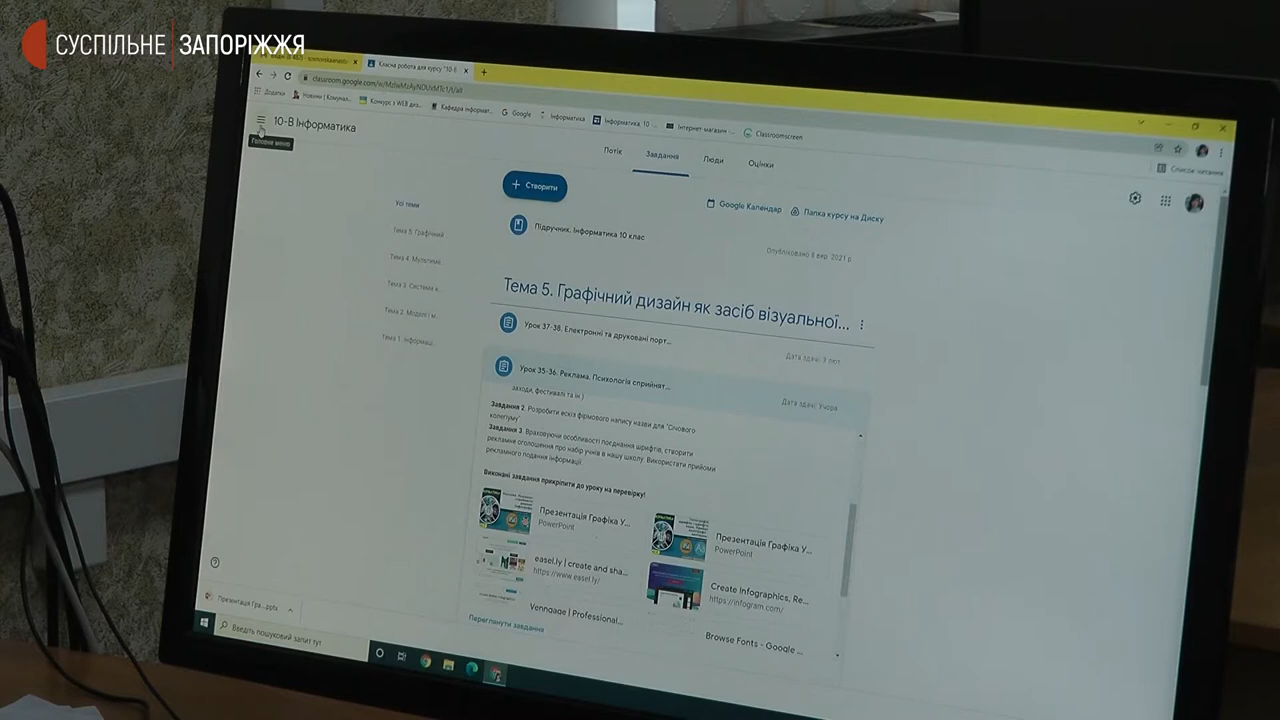 СУСПІЛЬНЕ ЗАПОРІЖЖЯ
Класна робота для курсу "10-В
classroom.google.com/w/
Додатки
Новини | Комунал...
Конкурс з WEB диз...
Кафедра інформат...
Google
Інформатика
Інформатика, 10 ...
Інтернет-магазин ...
Classroomscreen
Список читання
10-В Інформатика
Головне меню
Потік
Завдання
Люди
Оцінки
Створити
Google Календар
Папка курсу на Диску
Усі теми
Тема 5. Графічний
Тема 4. Мультиме...
Тема 3. Системи к...
Тема 2. Моделі і м...
Тема 1. Інформаці...
Підручник. Інформатика 10 клас
Опубліковано 8 вер. 2021 р.
Тема 5. Графічний дизайн як засіб візуальної...
Урок 37-38. Електронні та друковані порт...
Дата здачі: 3 лют.
Урок 35-36. Реклама. Психологія сприйнят...
Дата здачі: Учора
заходи, фестивалі та ін.)
Завдання 2. Розробити ескіз фірмового напису назви для "Січового
колегіуму".
Завдання 3. Враховуючи особливості поєднання шрифтів, створити
рекламне оголошення про набір учнів в нашу школу. Використати прийоми
рекламного подання інформації.
Виконані завдання прикріпити до уроку на перевірку!
Презентація Графіка У...
PowerPoint
Презентація Графіка У...
PowerPoint
easel.ly | create and sha...
https://www.easel.ly/
Create Infographics, Re...
https://infogram.com/
Venngage | Professional...
Browse Fonts - Google ...
Переглянути завдання
Презентація Гра....pptx
Введіть пошуковий запит тут